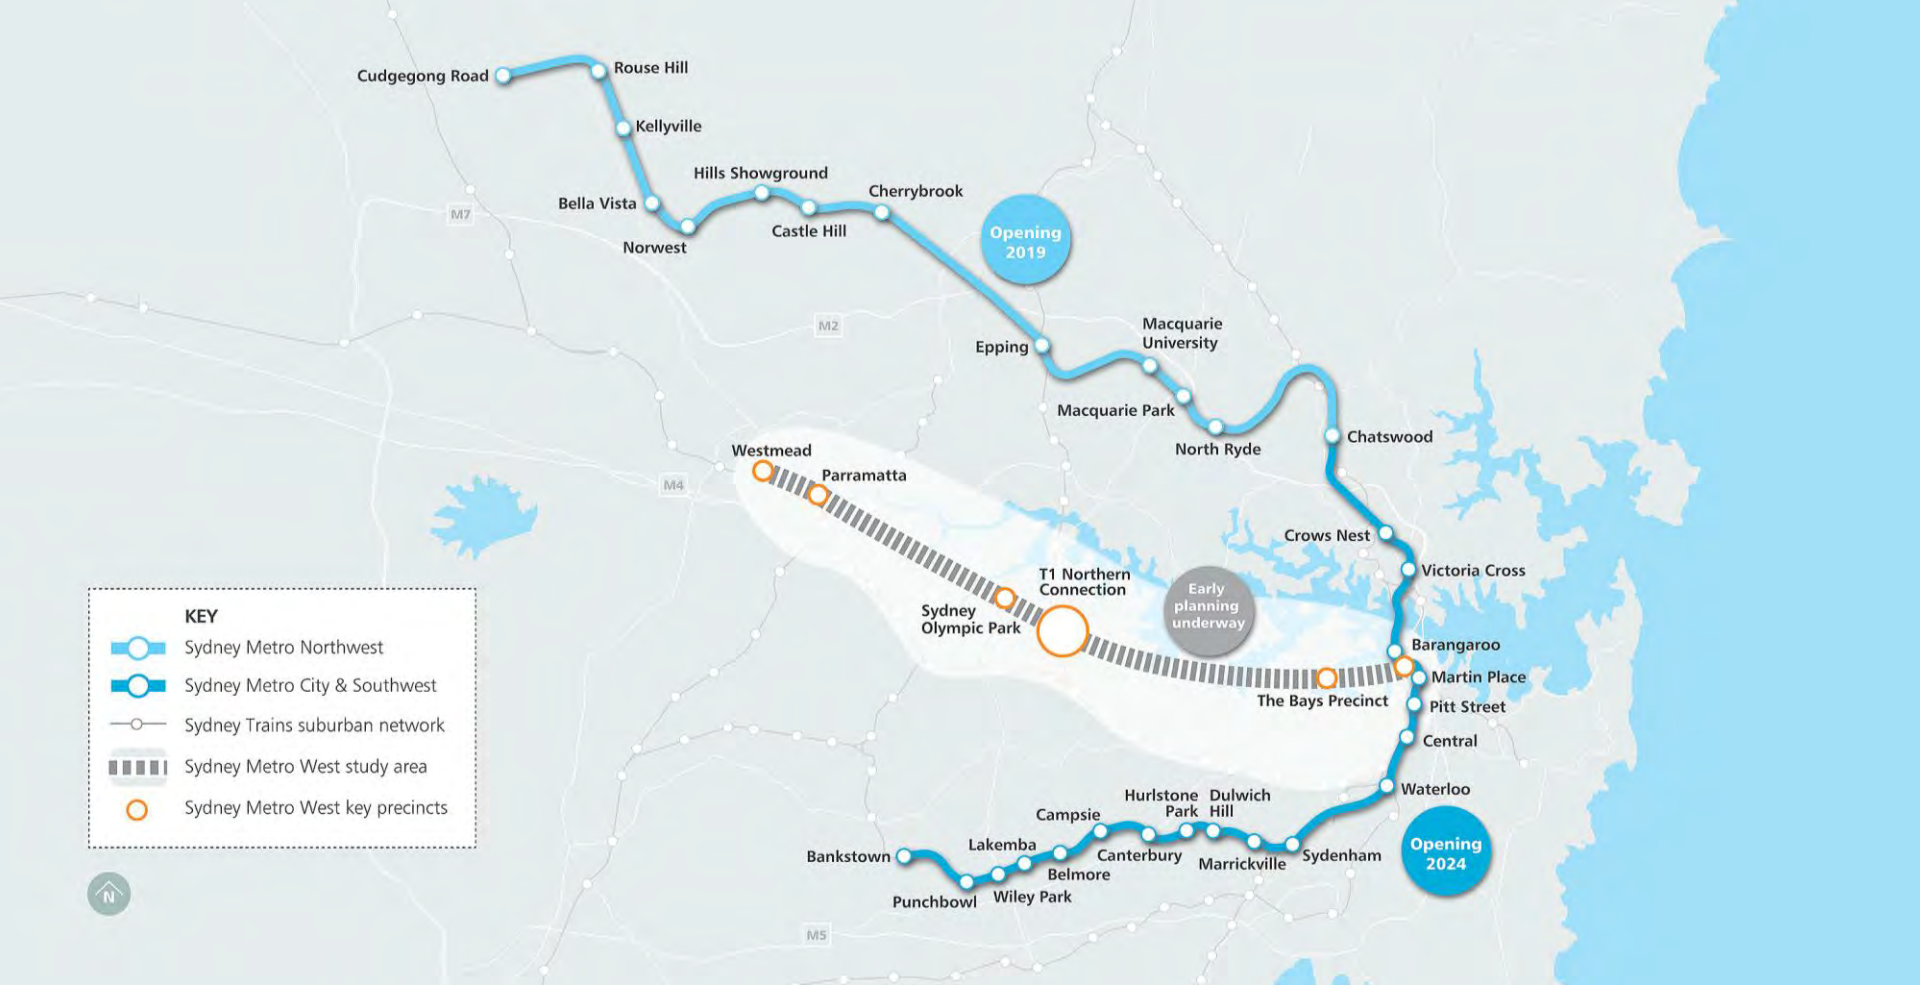 Cudgegong Road
Rouse Hill
Kellyville
Hills Showground
Cherrybrook
Bella Vista
M7
Castle Hill
Norwest
Opening
2019
M2
Macquarie
University
Epping
Macquarie Park
North Ryde
Chatswood
Westmead
Parramatta
M4
Crows Nest
Victoria Cross
T1 Northern
Connection
Early
planning
underway
Sydney
Olympic Park
Barangaroo
Martin Place
The Bays Precinct
Pitt Street
Central
Waterloo
Hurlstone
Park
Dulwich
Hill
Campsie
Lakemba
Bankstown
Canterbury
Marrickville
Sydenham
Belmore
Punchbowl
Wiley Park
Opening
2024
M5
KEY
Sydney Metro Northwest
Sydney Metro City & Southwest
Sydney Trains suburban network
Sydney Metro West study area
Sydney Metro West key precincts
N